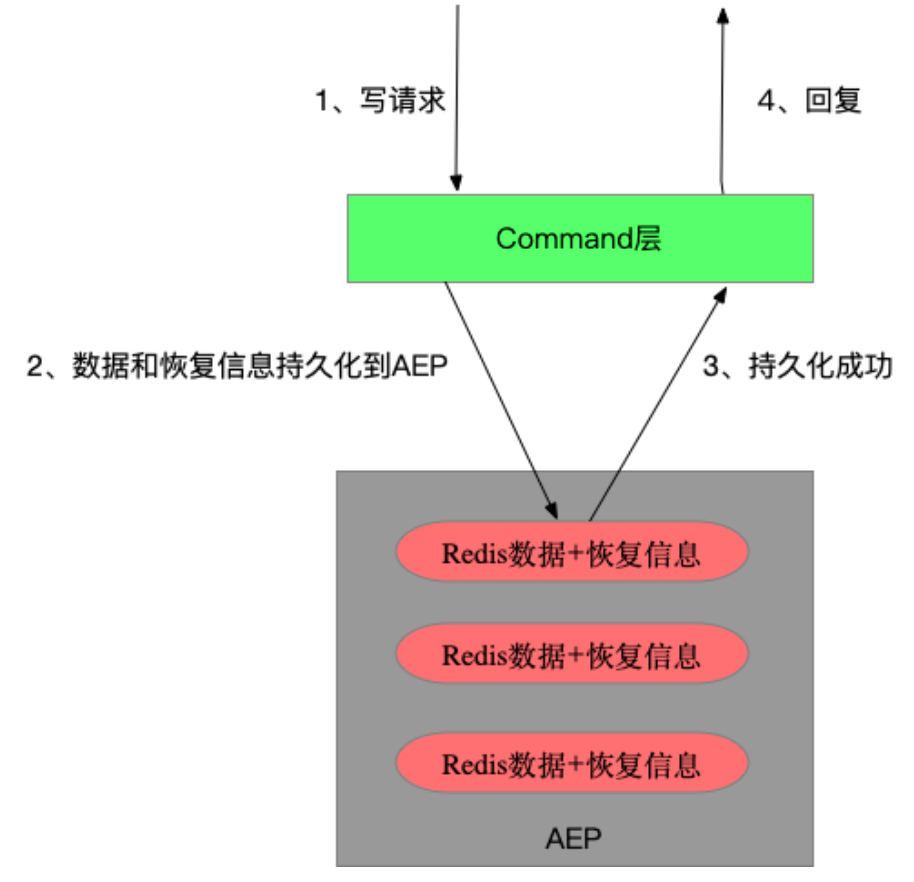 1、写请求
4、回复
Command层
2、数据和恢复信息持久化到AEP
3、持久化成功
Redis数据+恢复信息
Redis数据+恢复信息
Redis数据+恢复信息
AEP